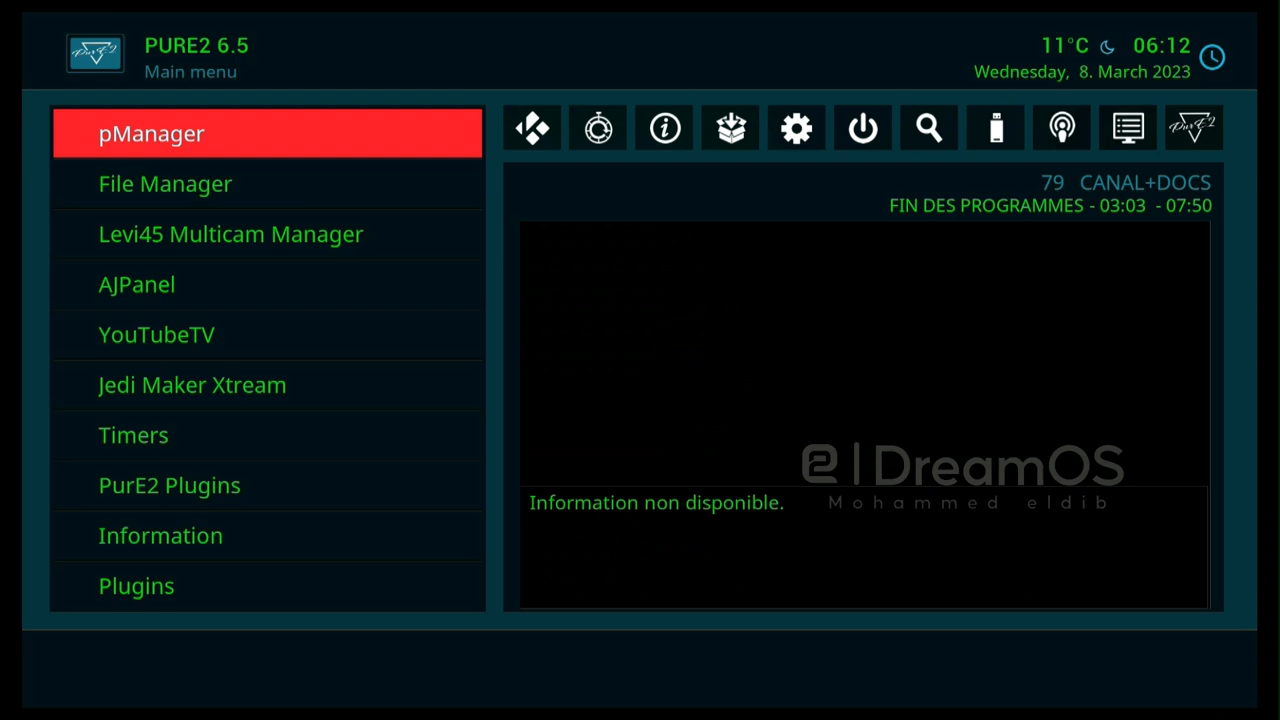 PurE2
PURE2 6.5
Main menu
11°C 06:12
Wednesday, 8. March 2023
pManager
File Manager
Levi45 Multicam Manager
AJPanel
YouTubeTV
Jedi Maker Xtream
Timers
PurE2 Plugins
Information
Plugins
PurE2
79 CANAL+DOCS
FIN DES PROGRAMMES - 03:03 - 07:50
DreamOS
Mohammed eldib
Information non disponible.